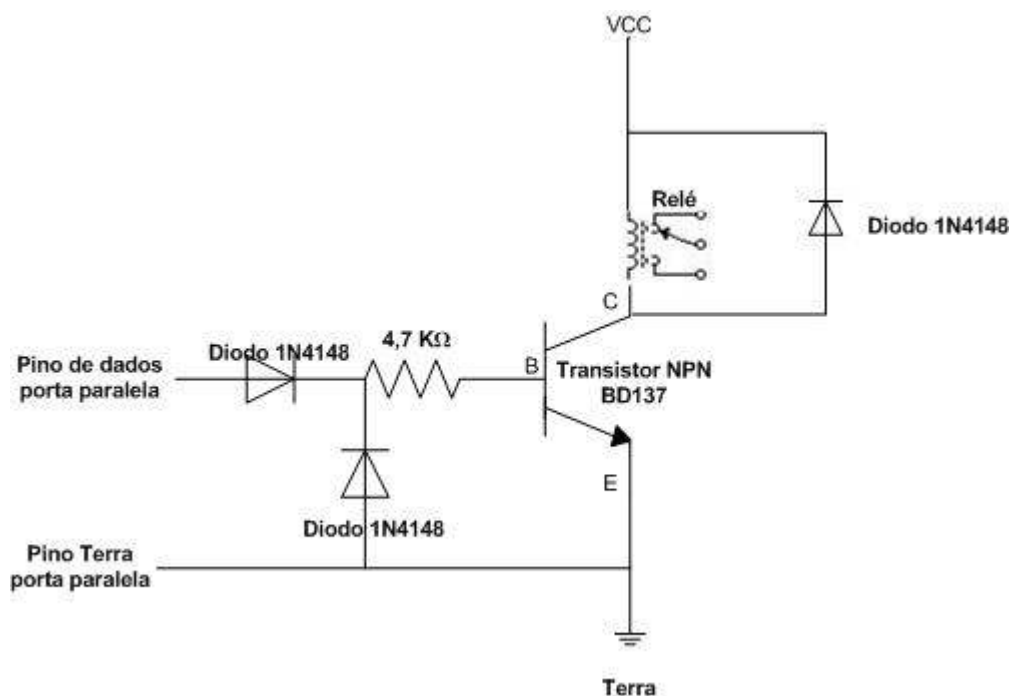 VCC
Relé
Diodo 1N4148
C
4,7 KΩ
Diodo 1N4148
Pino de dados
porta paralela
B
Transistor NPN
BD137
E
Diodo 1N4148
Pino Terra
porta paralela
Terra